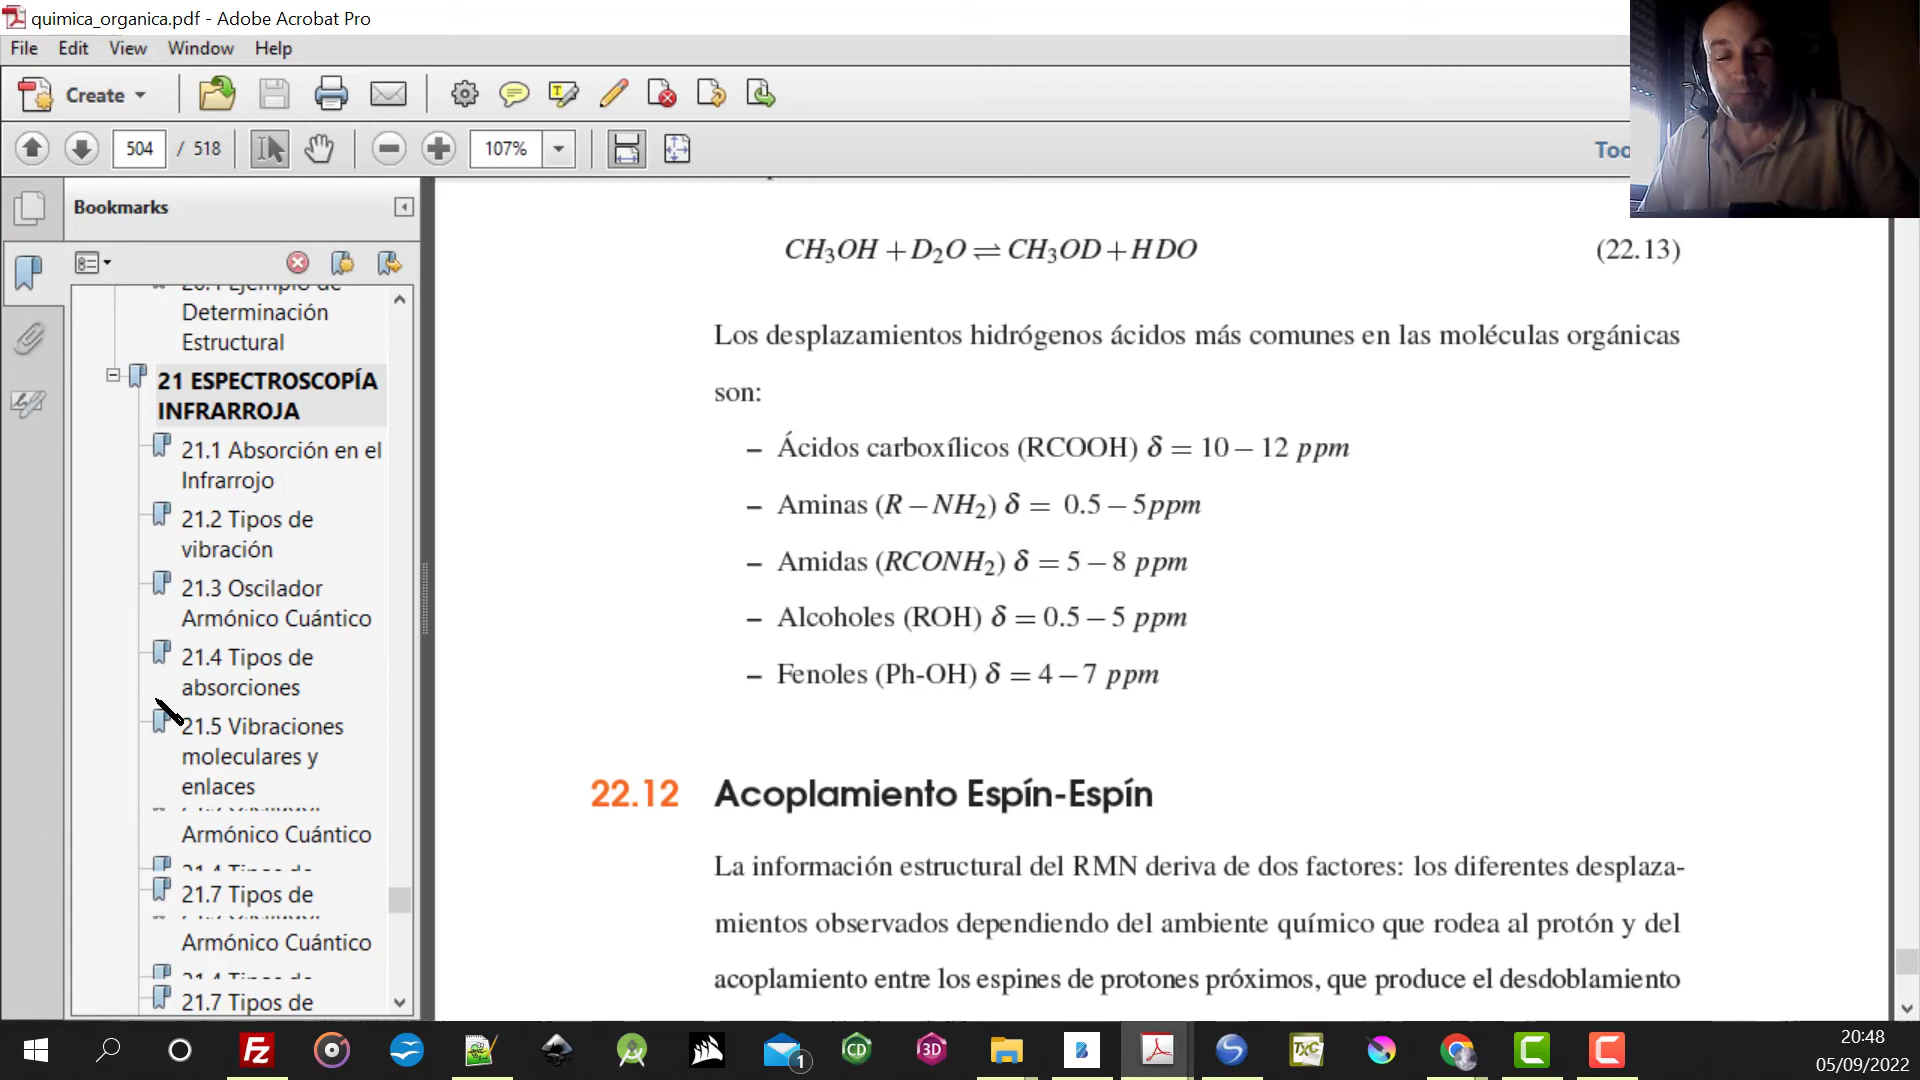 quimica_organica.pdf - Adobe Acrobat Pro
File Edit View Window Help
Create
504 / 518 107%
Bookmarks
Determinación
Estructural
21 ESPECTROSCOPÍA
INFRARROJA
21.1 Absorción en el
Infrarrojo
21.2 Tipos de
vibración
21.3 Oscilador
Armónico Cuántico
21.4 Tipos de
absorciones
21.5 Vibraciones
moleculares y
enlaces
Armónico Cuántico
21.7 Tipos de
Armónico Cuántico
21.7 Tipos de
CH₃OH + D₂O ⇌ CH₃OD + HDO (22.13)
Los desplazamientos hidrógenos ácidos más comunes en las moléculas orgánicas
son:
– Ácidos carboxílicos (RCOOH) δ = 10 – 12 ppm
– Aminas (R – NH₂) δ = 0.5 – 5ppm
– Amidas (RCONH₂) δ = 5 – 8 ppm
– Alcoholes (ROH) δ = 0.5 – 5 ppm
– Fenoles (Ph-OH) δ = 4 – 7 ppm
22.12 Acoplamiento Espín-Espín
La información estructural del RMN deriva de dos factores: los diferentes desplaza-
mientos observados dependiendo del ambiente químico que rodea al protón y del
acoplamiento entre los espines de protones próximos, que produce el desdoblamiento
Fz
1
CD
3D
B
TXC
20:48
05/09/2022